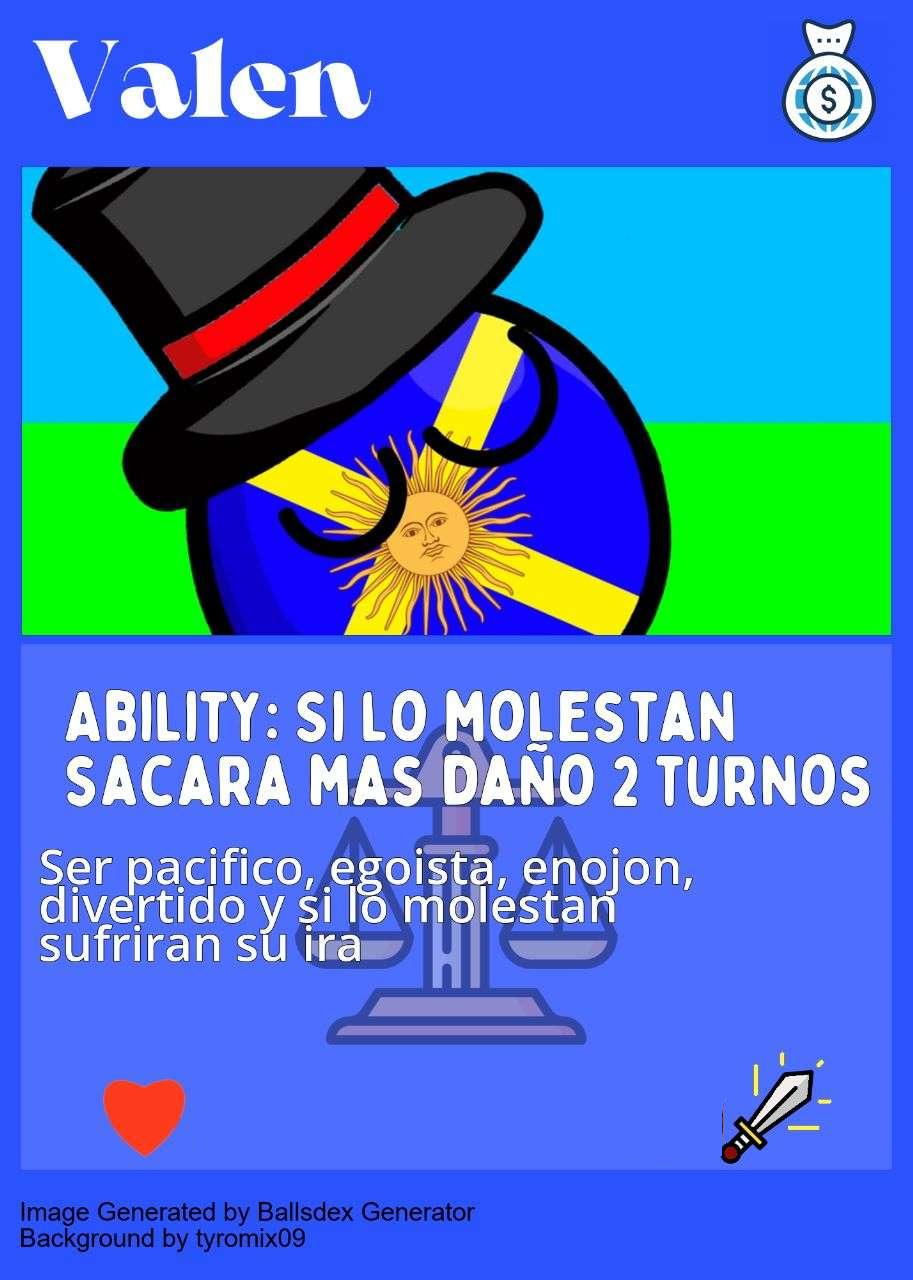 Valen
$
ABILITY: SI LO MOLESTAN
SACARA MAS DAÑO 2 TURNOS
Ser pacifico, egoista, enojon,
divertido y si lo molestan
sufriran su ira
Image Generated by Ballsdex Generator
Background by tyromix09